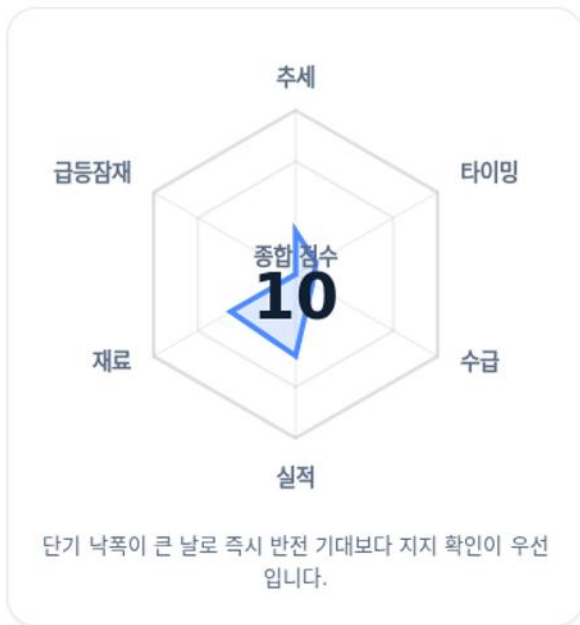 추세
급등잠재
타이밍
종합 점수
10
재료
수급
실적
단기 낙폭이 큰 날로 즉시 반전 기대보다 지지 확인이 우선
입니다.